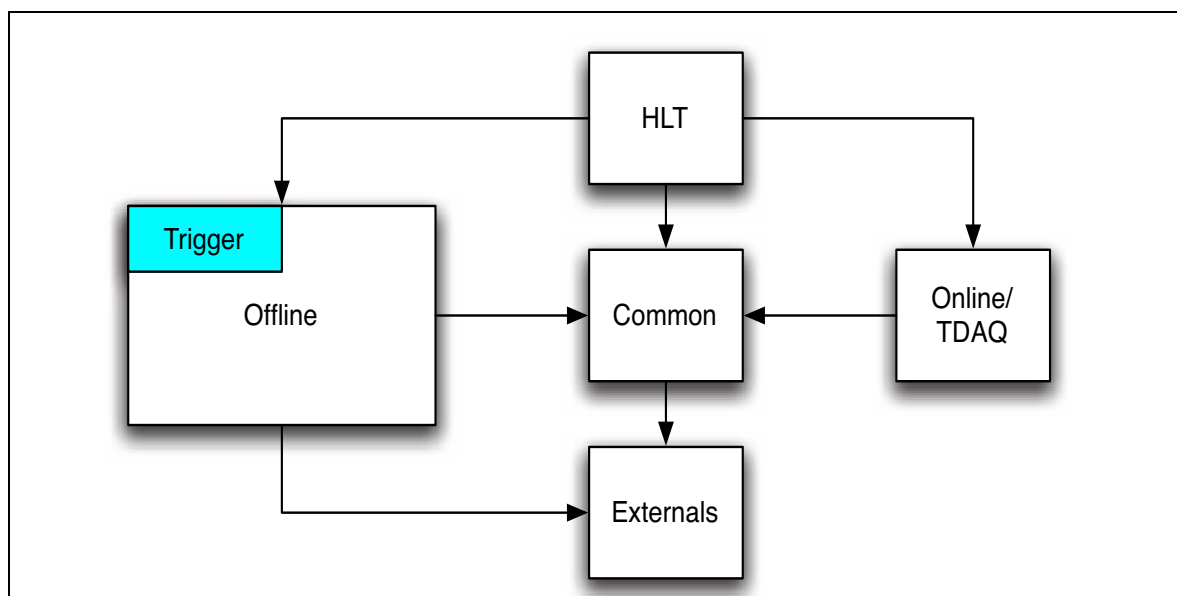 HLT
Trigger
Offline
Common
Online/
TDAQ
Externals